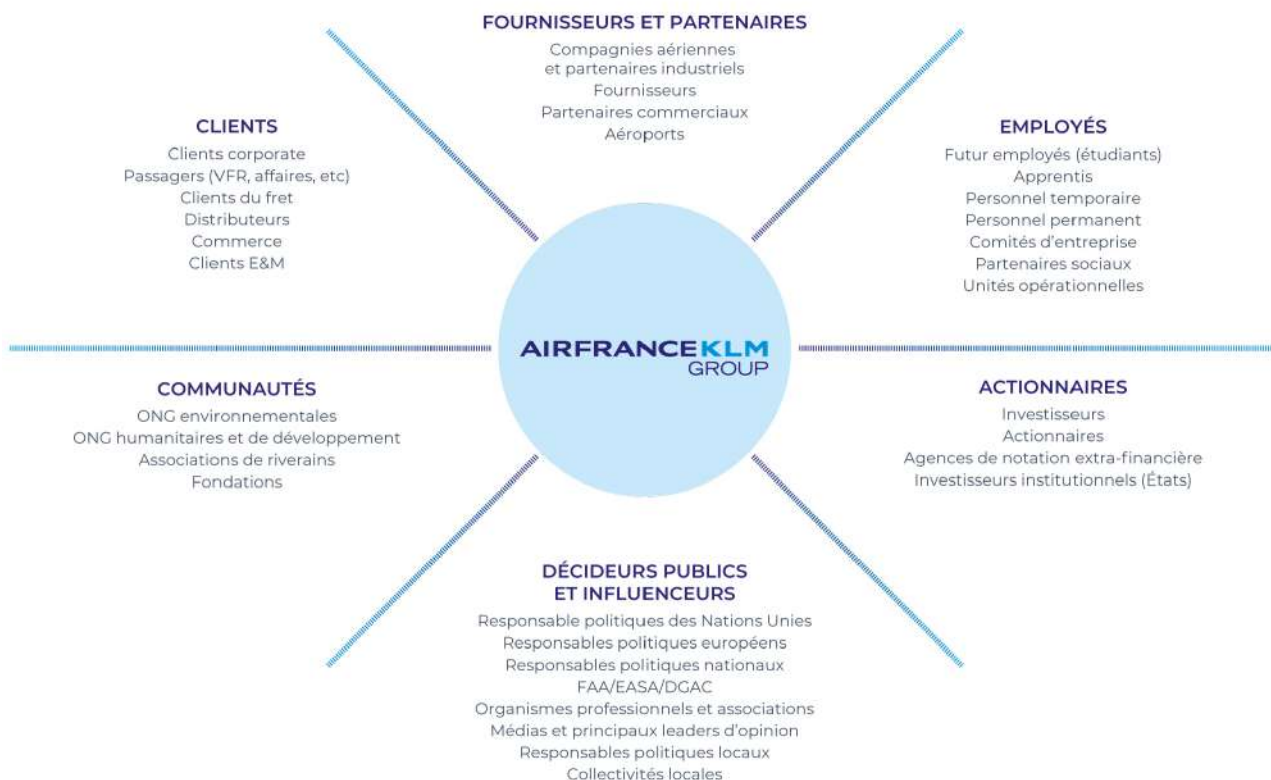 FOURNISSEURS ET PARTENAIRES
Compagnies aériennes
et partenaires industriels
Fournisseurs
Partenaires commerciaux
Aéroports
CLIENTS
Clients corporate
Passagers (VFR, affaires, etc)
Clients du fret
Distributeurs
Commerce
Clients E&M
EMPLOYÉS
Futur employés (étudiants)
Apprentis
Personnel temporaire
Personnel permanent
Comités d'entreprise
Partenaires sociaux
Unités opérationnelles
AIRFRANCEKLM
GROUP
COMMUNAUTÉS
ONG environnementales
ONG humanitaires et de développement
Associations de riverains
Fondations
ACTIONNAIRES
Investisseurs
Actionnaires
Agences de notation extra-financière
Investisseurs institutionnels (États)
DÉCIDEURS PUBLICS
ET INFLUENCEURS
Responsable politiques des Nations Unies
Responsables politiques européens
Responsables politiques nationaux
FAA/EASA/DGAC
Organismes professionnels et associations
Médias et principaux leaders d'opinion
Responsables politiques locaux
Collectivités locales